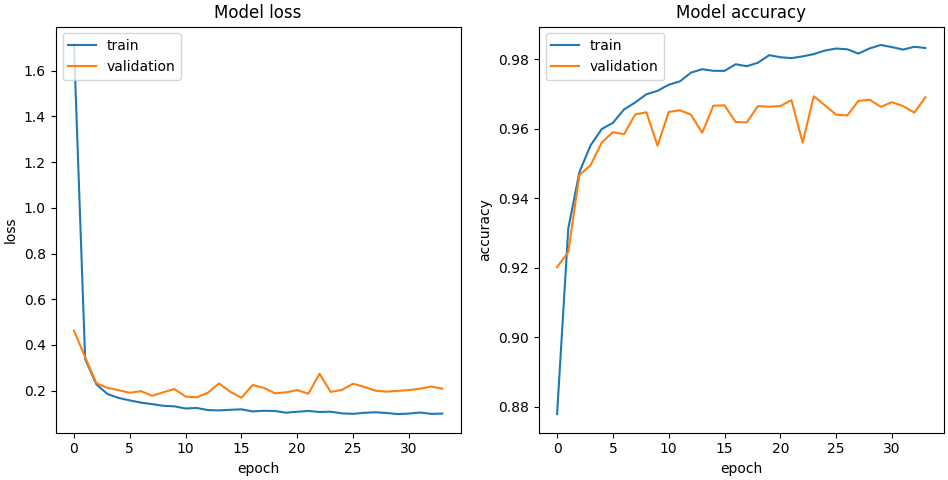 Model loss
train
validation
1.6
1.4
1.2
1.0
0.8
0.6
0.4
0.2
loss
0 5 10 15 20 25 30
epoch
Model accuracy
train
validation
0.98
0.96
0.94
0.92
0.90
0.88
accuracy
0 5 10 15 20 25 30
epoch